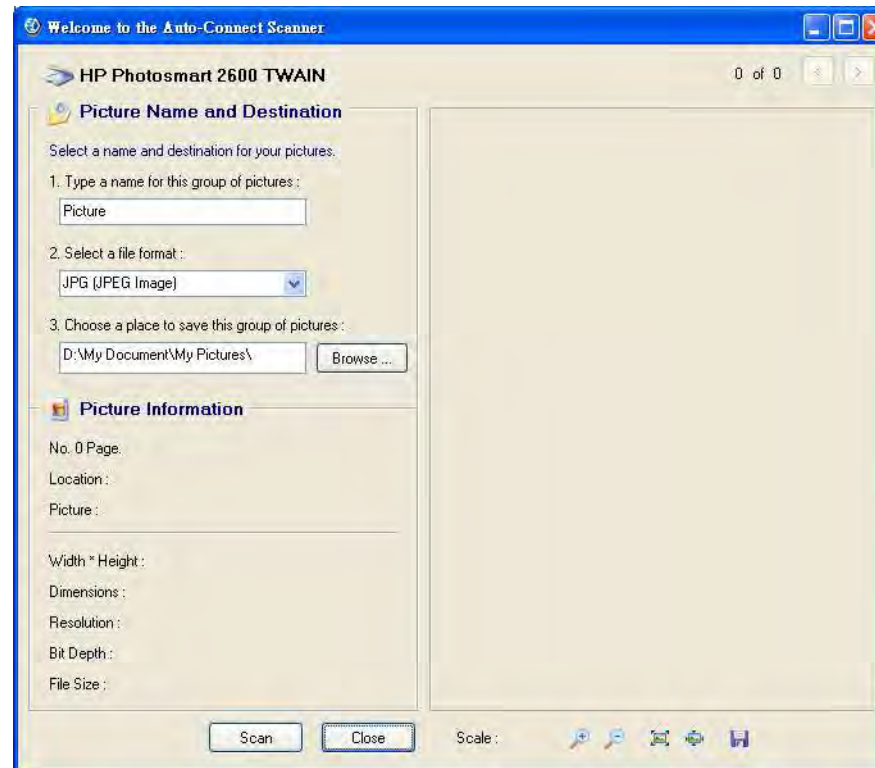 Welcome to the Auto-Connect Scanner
HP Photosmart 2600 TWAIN
0 of 0
Picture Name and Destination
Select a name and destination for your pictures.
1. Type a name for this group of pictures :
Picture
2. Select a file format :
JPG (JPEG Image)
3. Choose a place to save this group of pictures :
D:\My Document\My Pictures\
Browse ...
Picture Information
No. 0 Page.
Location :
Picture :
Width * Height :
Dimensions :
Resolution :
Bit Depth :
File Size :
Scan
Close
Scale :